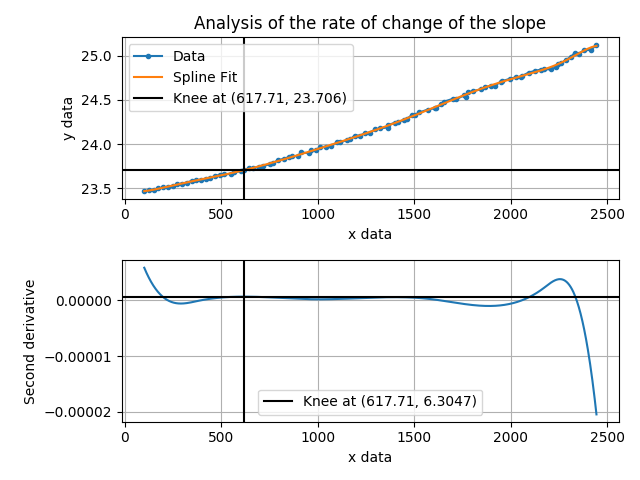 Analysis of the rate of change of the slope
25.0
24.5
24.0
23.5
y data
Data
Spline Fit
Knee at (617.71, 23.706)
0 500 1000 1500 2000 2500
x data
0.00000
−0.00001
−0.00002
Second derivative
Knee at (617.71, 6.3047)
0 500 1000 1500 2000 2500
x data